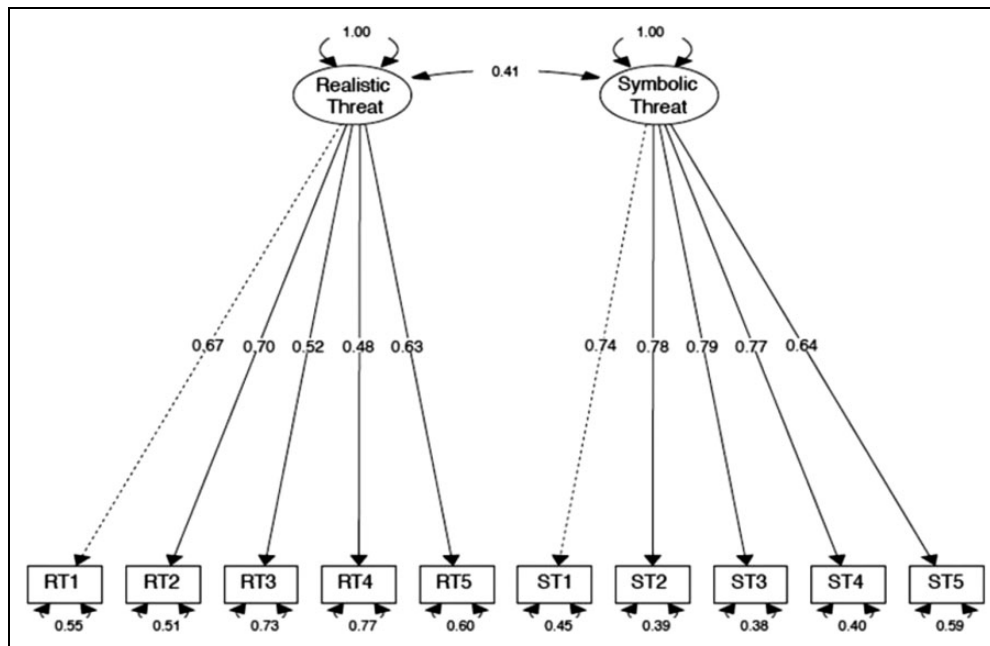 1.00 1.00
0.41
Realistic Threat
Symbolic Threat
0.67 0.70 0.52 0.48 0.63 0.74 0.78 0.79 0.77 0.64
RT1 RT2 RT3 RT4 RT5 ST1 ST2 ST3 ST4 ST5
0.55 0.51 0.73 0.77 0.60 0.45 0.39 0.38 0.40 0.59